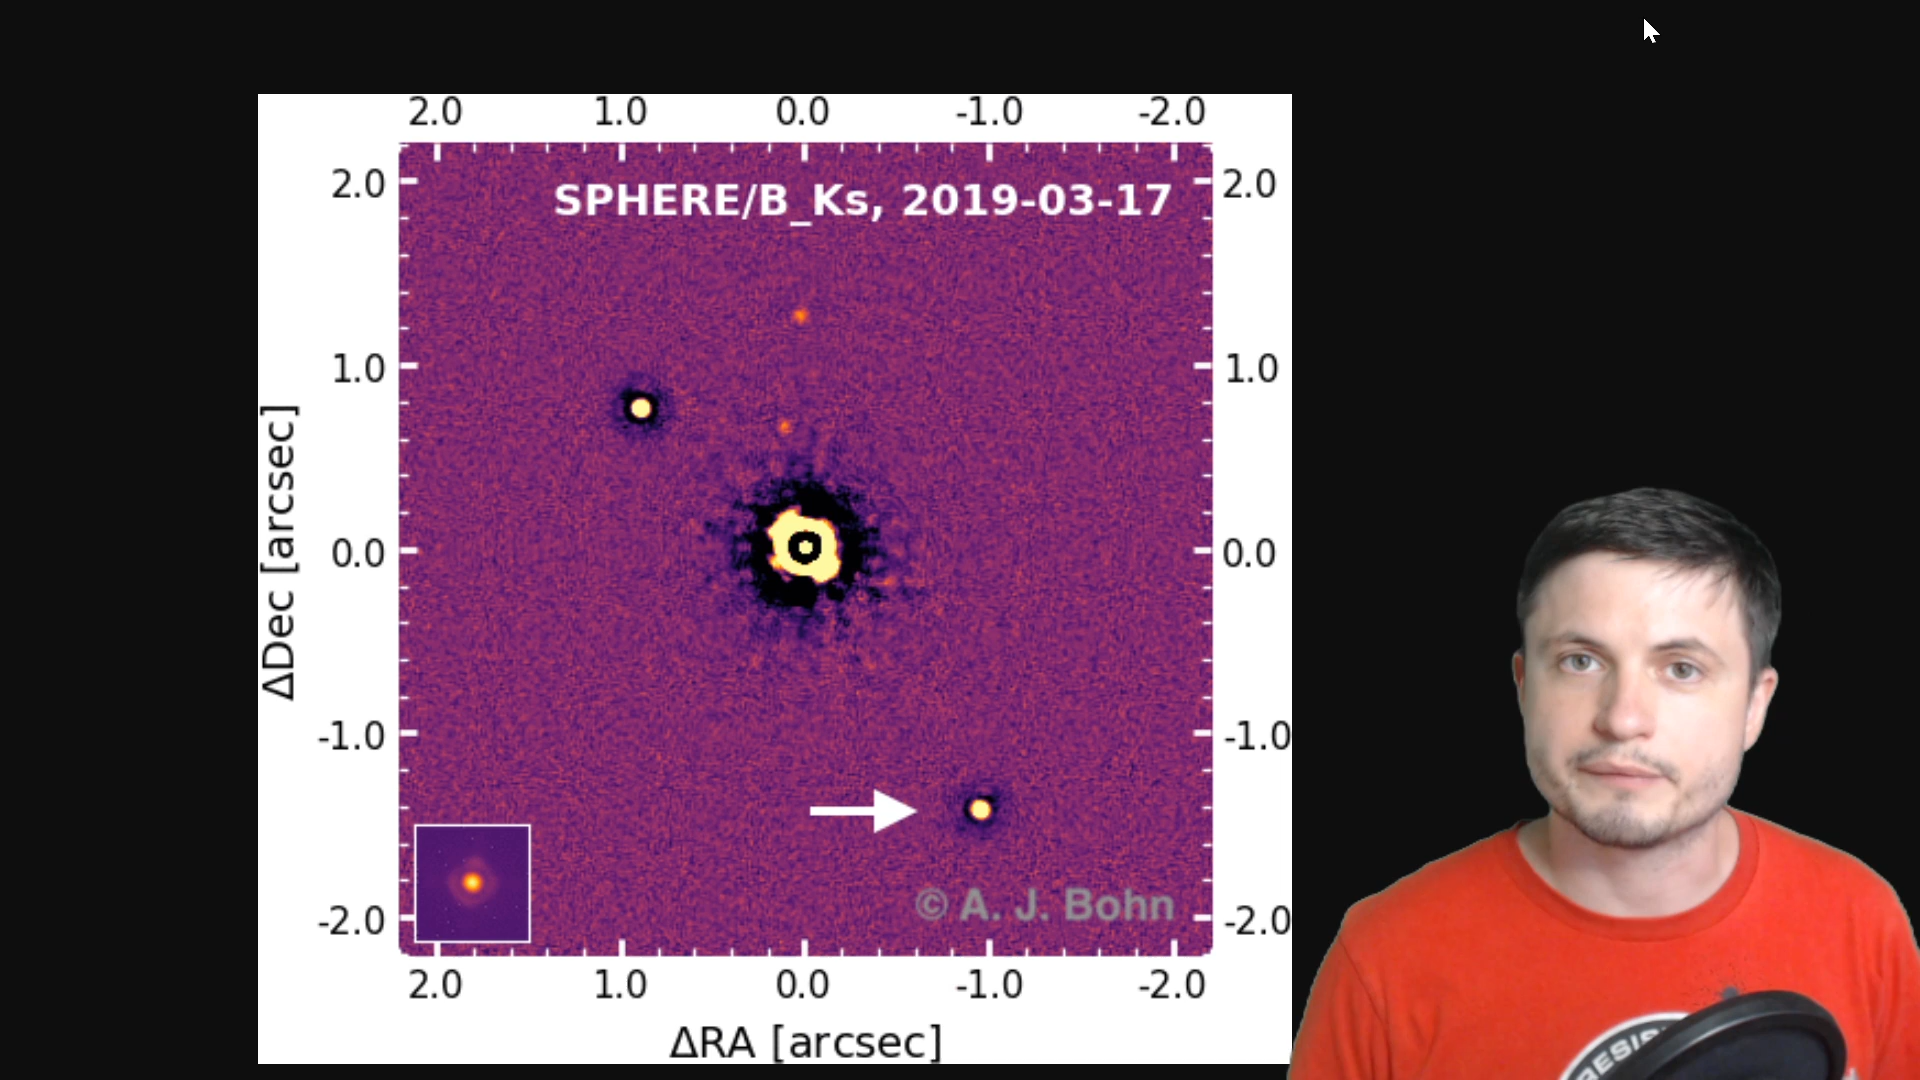 2.0 1.0 0.0 -1.0 -2.0
SPHERE/B_Ks, 2019-03-17
2.0 2.0
1.0 1.0
0.0 0.0
-1.0 -1.0
-2.0 -2.0
ΔDec [arcsec]
© A. J. Bohn
2.0 1.0 0.0 -1.0 -2.0
ΔRA [arcsec]